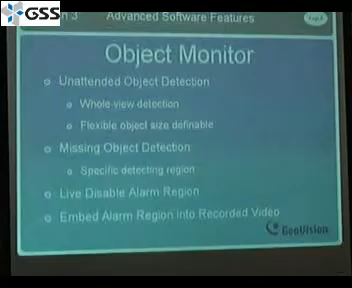 GSS
n 3 Advanced Software Features
Object Monitor
Unattended Object Detection
Whole view detection
Flexible object size definable
Missing Object Detection
Specific detecting region
Live Disable Alarm Region
Embed Alarm Region into Recorded Video
GeoVision